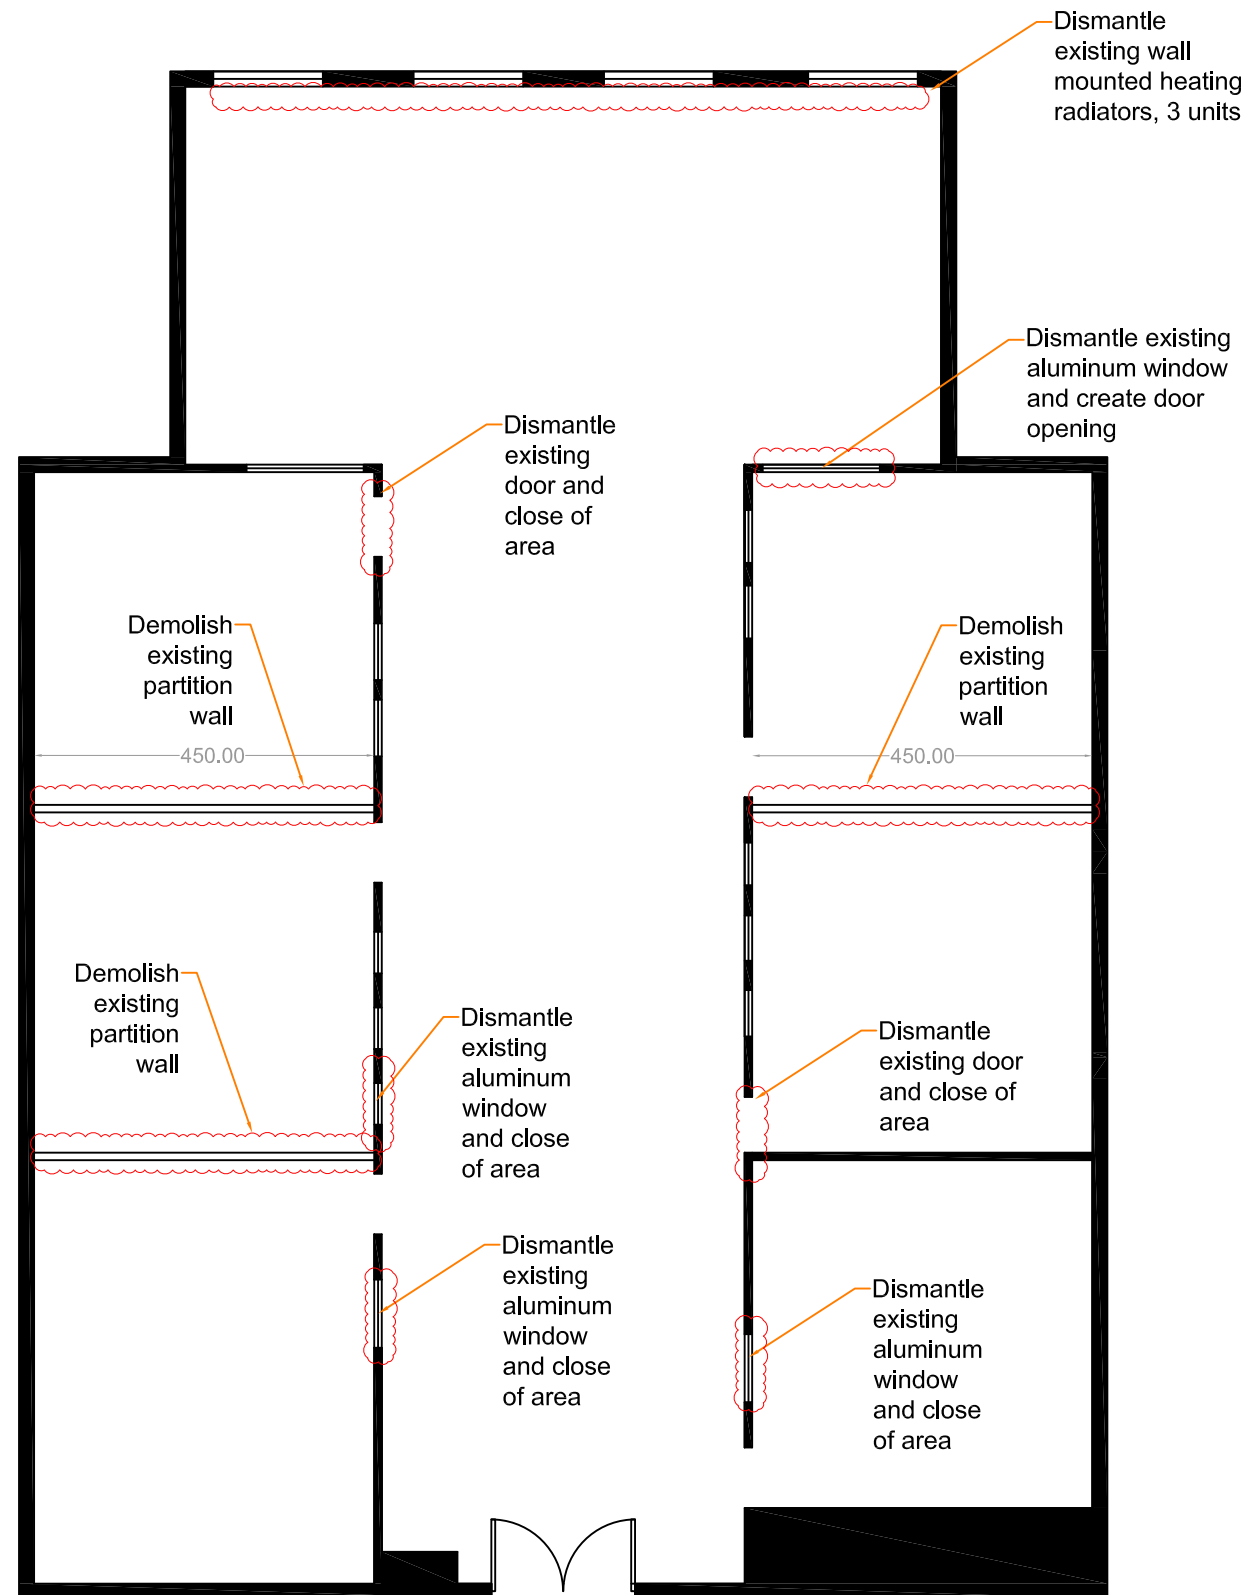 Dismantle
existing wall
mounted heating
radiators, 3 units
Dismantle existing
aluminum window
and create door
opening
Dismantle
existing
door and
close of
area
Demolish
existing
partition
wall
450.00
Demolish
existing
partition
wall
450.00
Demolish
existing
partition
wall
Dismantle
existing
aluminum
window
and close
of area
Dismantle
existing door
and close of
area
Dismantle
existing
aluminum
window
and close
of area
Dismantle
existing
aluminum
window
and close
of area